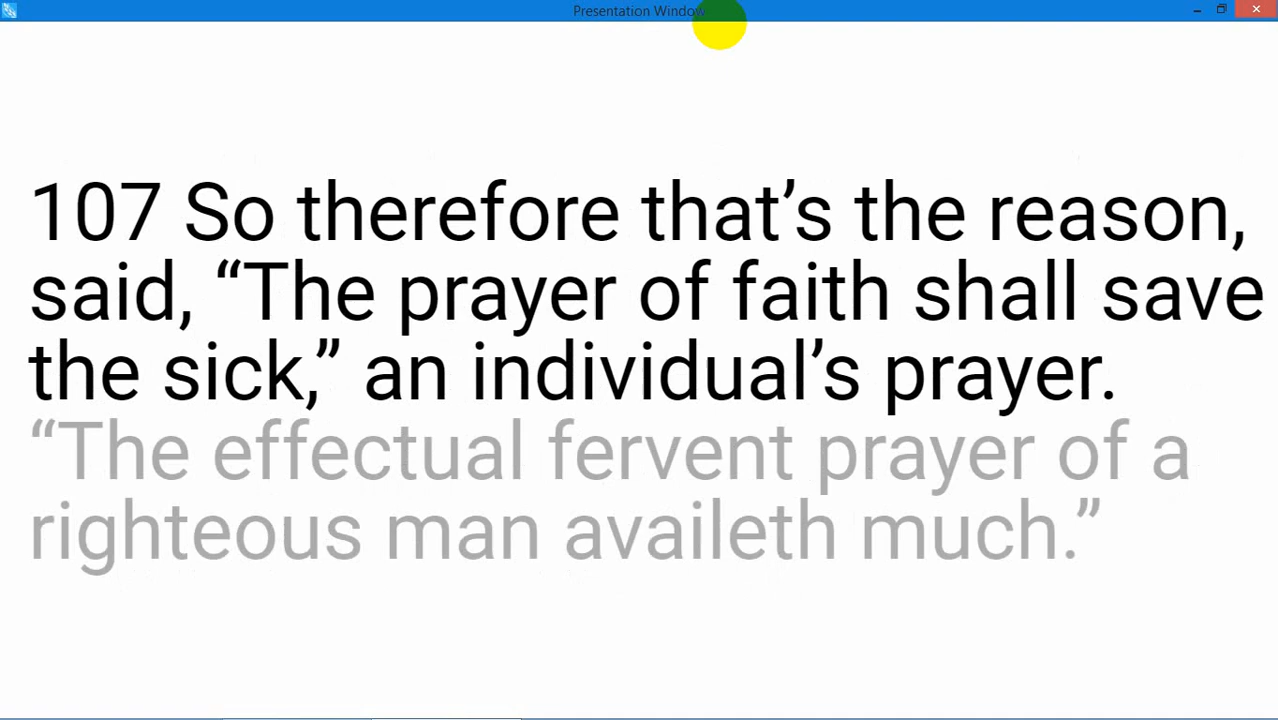 Presentation Window
107 So therefore that’s the reason,
said, “The prayer of faith shall save
the sick,” an individual’s prayer.
“The effectual fervent prayer of a
righteous man availeth much.”